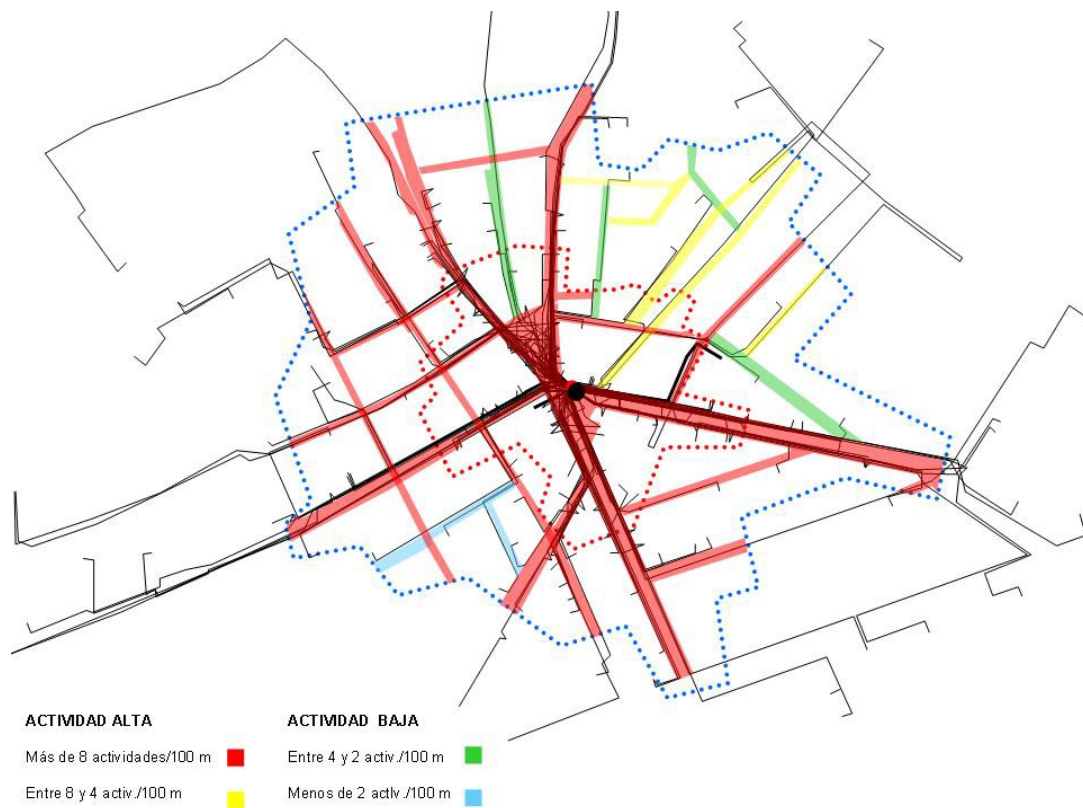 ACTIVIDAD ALTA
Más de 8 actividades/100 m
Entre 8 y 4 activ./100 m
ACTIVIDAD BAJA
Entre 4 y 2 activ./100 m
Menos de 2 activ./100 m